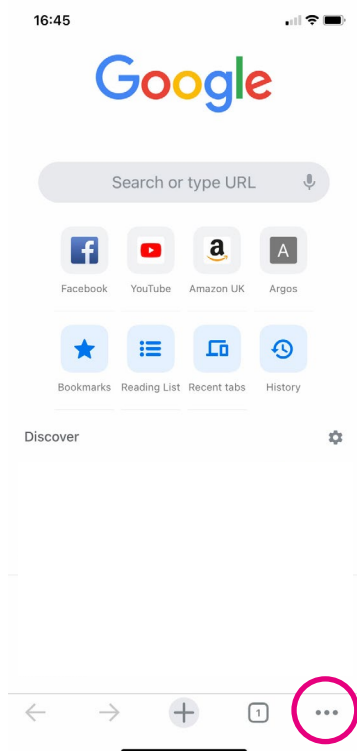 16:45
Google
Search or type URL
a
A
Facebook YouTube Amazon UK Argos
Bookmarks Reading List Recent tabs History
Discover
1